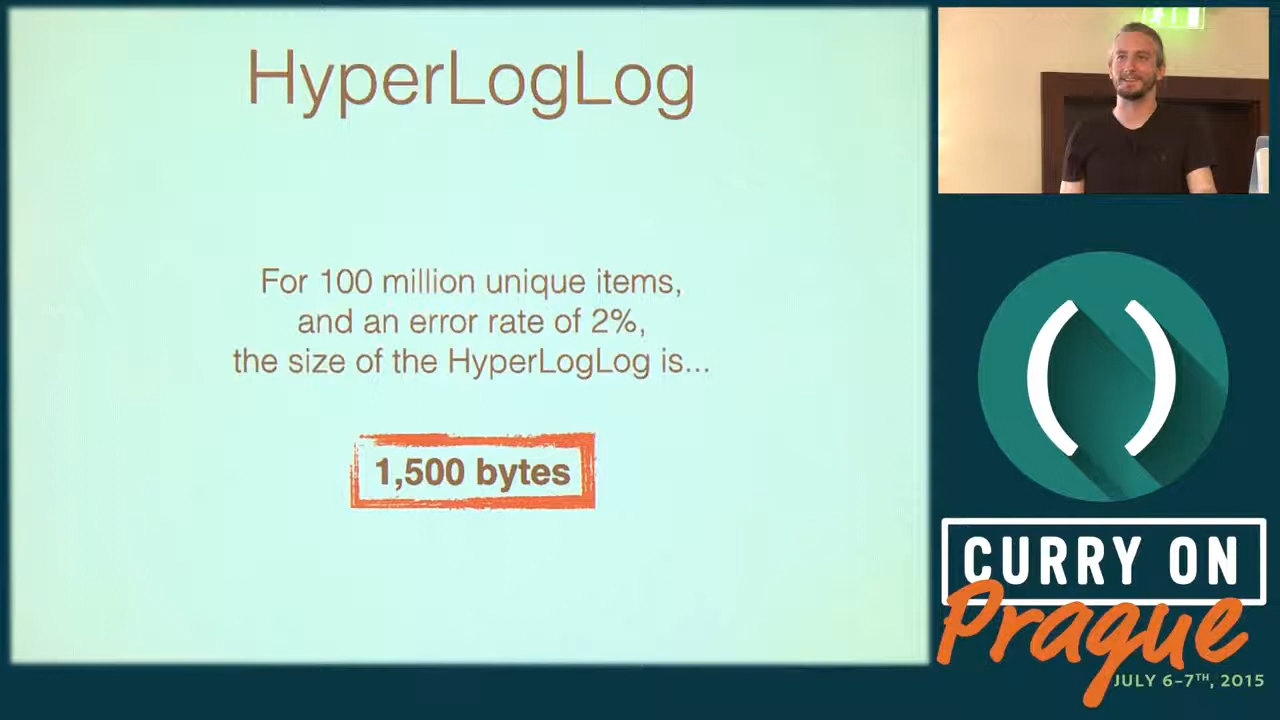 HyperLogLog
For 100 million unique items,
and an error rate of 2%,
the size of the HyperLogLog is...
1,500 bytes
( )
CURRY ON
Prague
JULY 6-7TH, 2015